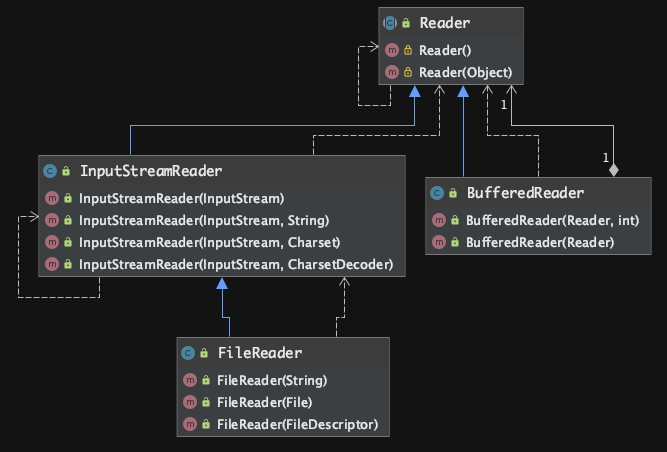 Reader
Reader()
Reader(Object)
1
1
InputStreamReader
InputStreamReader(InputStream)
InputStreamReader(InputStream, String)
InputStreamReader(InputStream, Charset)
InputStreamReader(InputStream, CharsetDecoder)
BufferedReader
BufferedReader(Reader, int)
BufferedReader(Reader)
FileReader
FileReader(String)
FileReader(File)
FileReader(FileDescriptor)